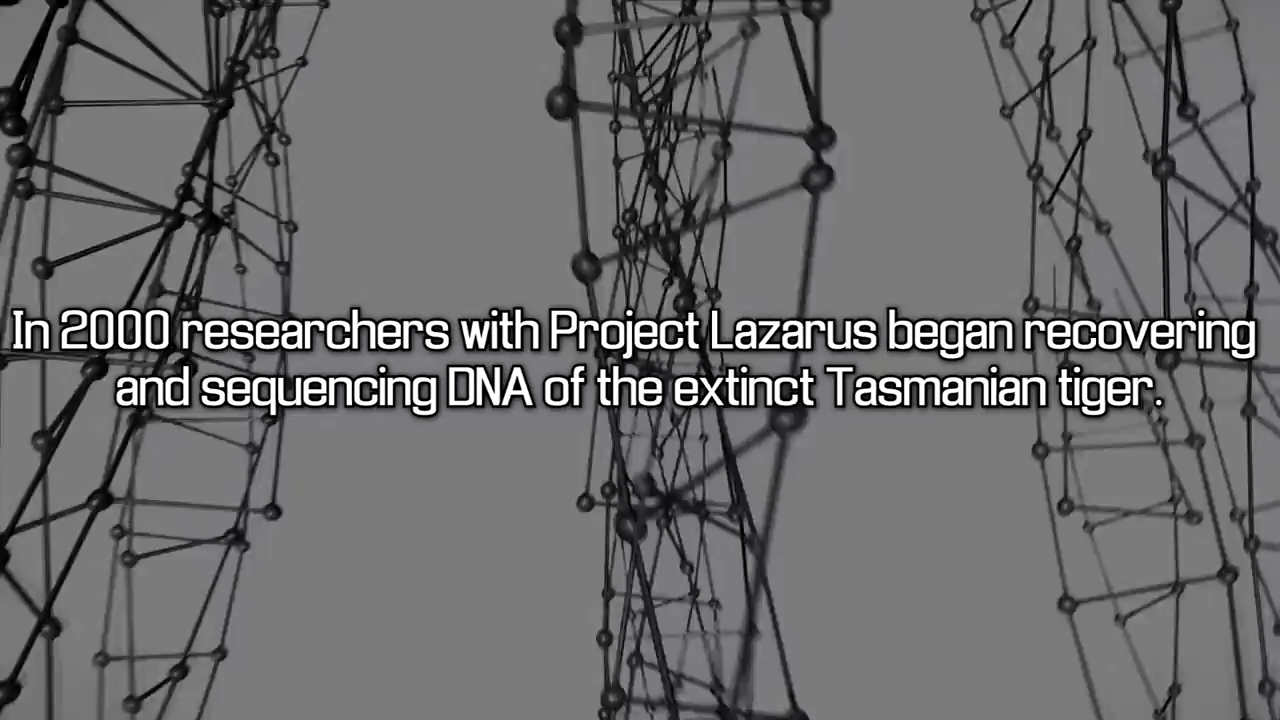 In 2000 researchers with Project Lazarus began recovering
and sequencing DNA of the extinct Tasmanian tiger.